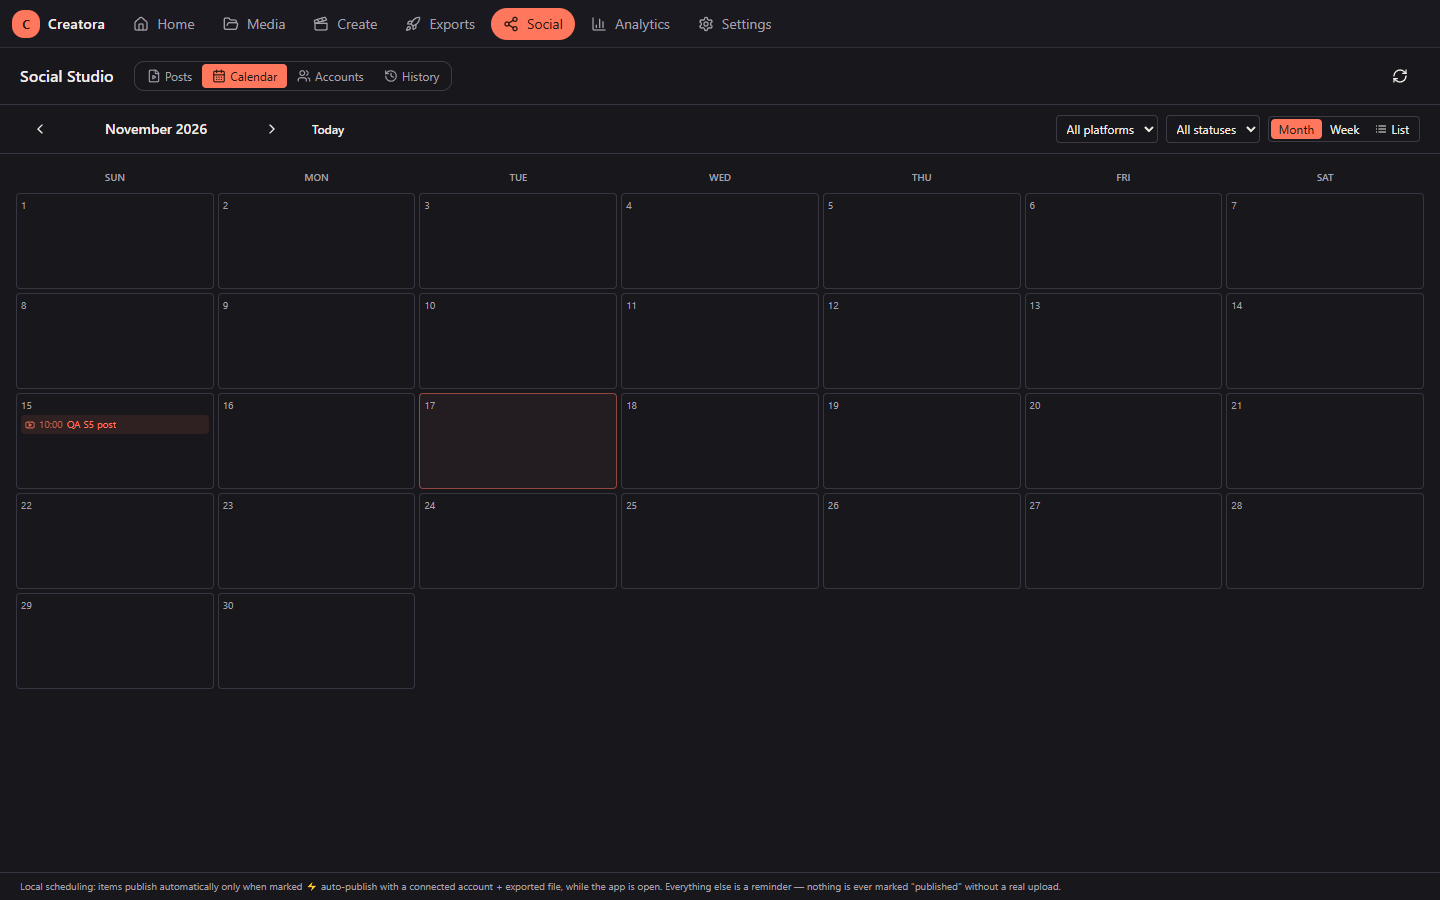 C Creatora Home Media Create Exports Social Analytics Settings
Social Studio Posts Calendar Accounts History
November 2026 Today All platforms All statuses Month Week List
SUN MON TUE WED THU FRI SAT
1 2 3 4 5 6 7
8 9 10 11 12 13 14
15 16 17 18 19 20 21
10:00 QA S5 post
22 23 24 25 26 27 28
29 30
Local scheduling: items publish automatically only when marked ⚡ auto-publish with a connected account + exported file, while the app is open. Everything else is a reminder — nothing is ever marked "published" without a real upload.